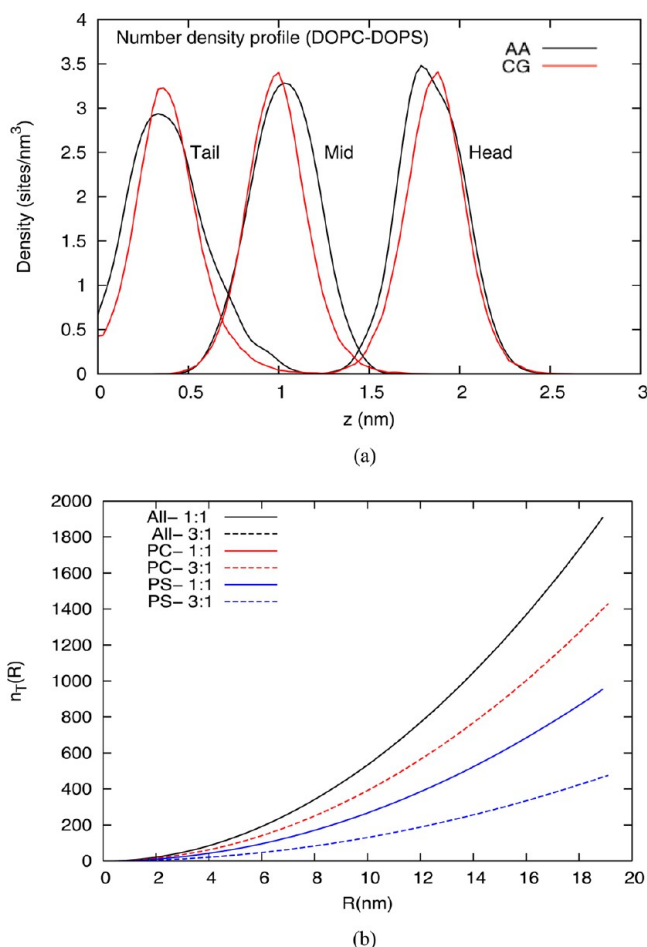 (a)
Number density profile (DOPC-DOPS)
AA
CG
Tail
Mid
Head
Density (sites/nm³)
4
3.5
3
2.5
2
1.5
1
0.5
0
0 0.5 1 1.5 2 2.5 3
z (nm)
(a)
2000
1800
1600
1400
1200
1000
800
600
400
200
0
All– 1:1
All– 3:1
PC– 1:1
PC– 3:1
PS– 1:1
PS– 3:1
nT(R)
0 2 4 6 8 10 12 14 16 18 20
R(nm)
(b)